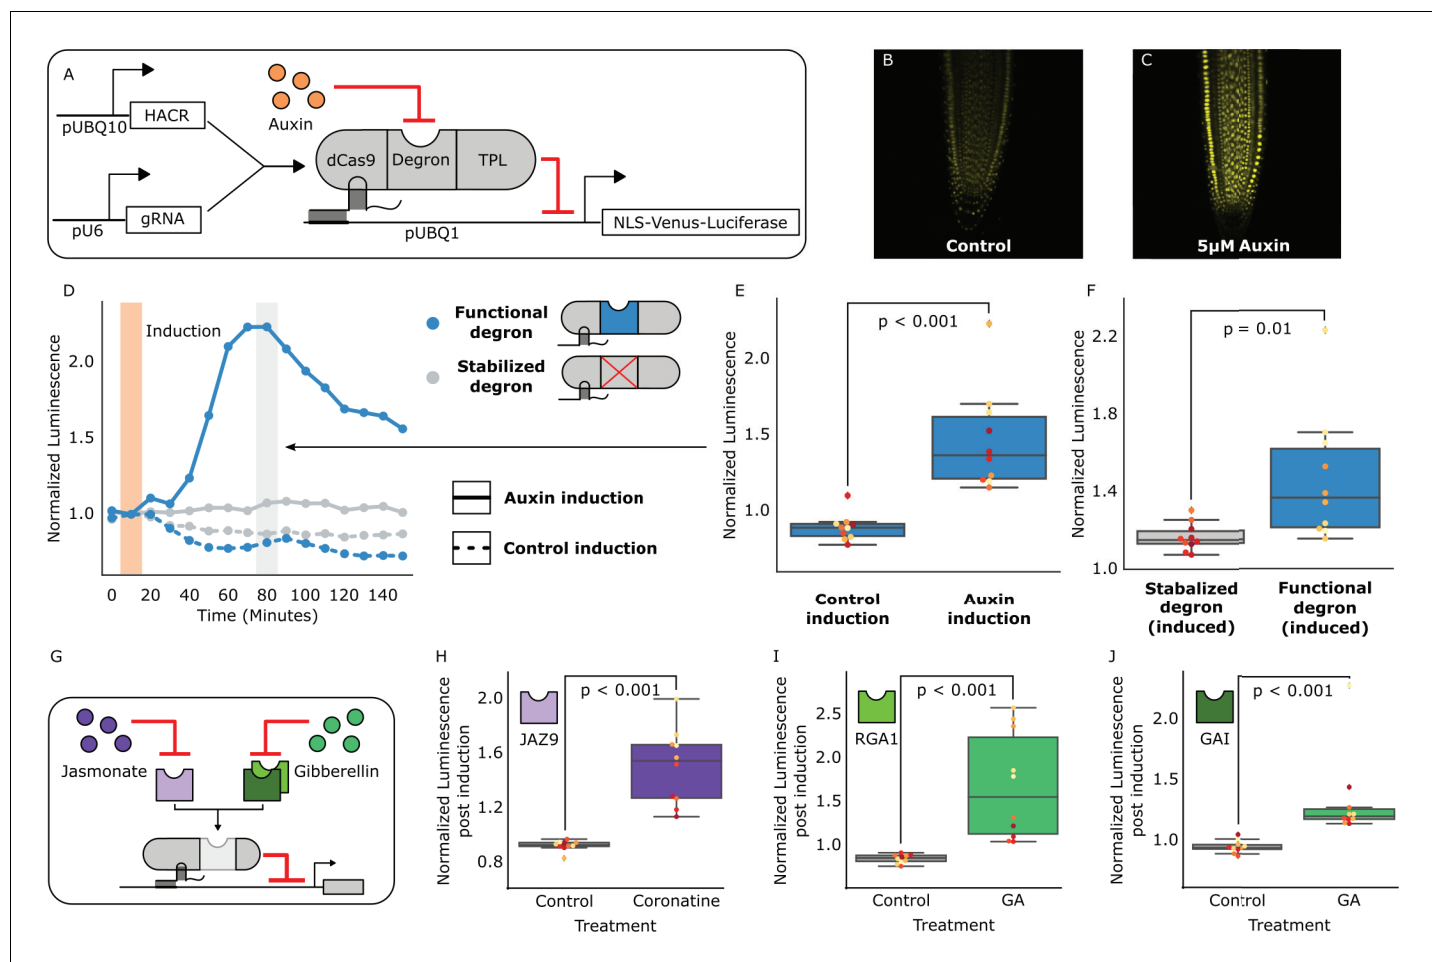 A
pUBQ10
HACR
pU6
gRNA
Auxin
dCas9
Degron
TPL
pUBQ1
NLS-Venus-Luciferase
B
Control
C
5μM Auxin
D
Normalized Luminescence
2.0
1.5
1.0
Induction
0
20
40
60
80
100
120
140
Time (Minutes)
Functional
degron
Stabilized
degron
Auxin induction
Control induction
E
Normalized Luminescence
2.0
1.5
1.0
p < 0.001
Control
induction
Auxin
induction
F
Normalized Luminescence
2.2
1.8
1.4
1.0
p = 0.01
Stabalized
degron
(induced)
Functional
degron
(induced)
G
Jasmonate
Gibberellin
H
Normalized Luminescence
post induction
2.0
1.6
1.2
0.8
JAZ9
p < 0.001
Control
Coronatine
Treatment
I
Normalized Luminescence
post induction
2.5
2.0
1.5
1.0
RGA1
p < 0.001
Control
GA
Treatment
J
Normalized Luminescence
post induction
2.0
1.5
1.0
GAI
p < 0.001
Control
GA
Treatment